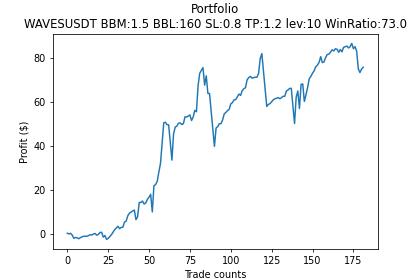 Portfolio
WAVESUSDT BBM:1.5 BBL:160 SL:0.8 TP:1.2 lev:10 WinRatio:73.0
80
60
40
20
0
Profit ($)
0 25 50 75 100 125 150 175
Trade counts